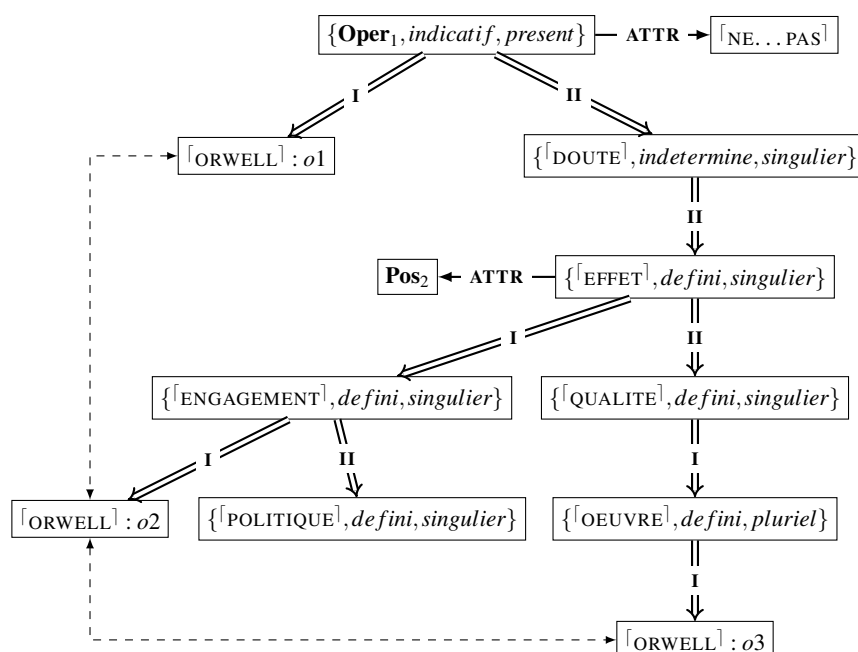 {Oper₁, indicatif, present} ATTR ⌈NE...PAS⌉
I II
⌈ORWELL⌉ : o1 {⌈DOUTE⌉, indetermine, singulier}
II
Pos₂ ATTR {⌈EFFET⌉, defini, singulier}
I II
{⌈ENGAGEMENT⌉, defini, singulier} {⌈QUALITE⌉, defini, singulier}
I II I
⌈ORWELL⌉ : o2 {⌈POLITIQUE⌉, defini, singulier} {⌈OEUVRE⌉, defini, pluriel}
I
⌈ORWELL⌉ : o3